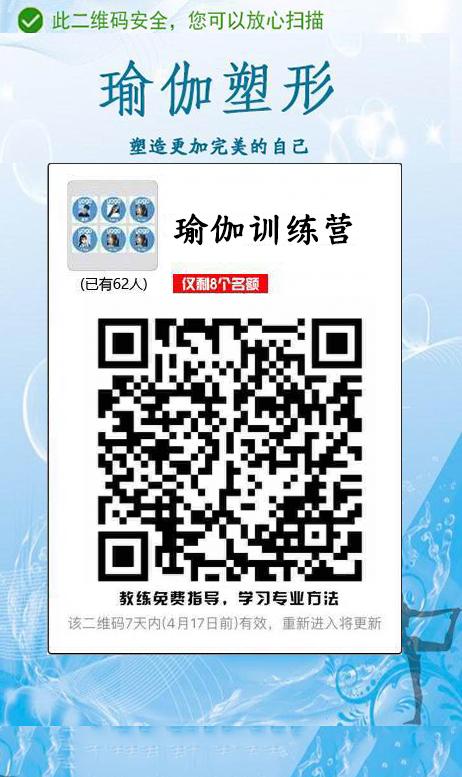 此二维码安全，您可以放心扫描
瑜伽塑形
塑造更加完美的自己
瑜伽训练营
(已有62人)
仅剩8个名额
教练免费指导，学习专业方法
该二维码7天内(4月17日前)有效，重新进入将更新